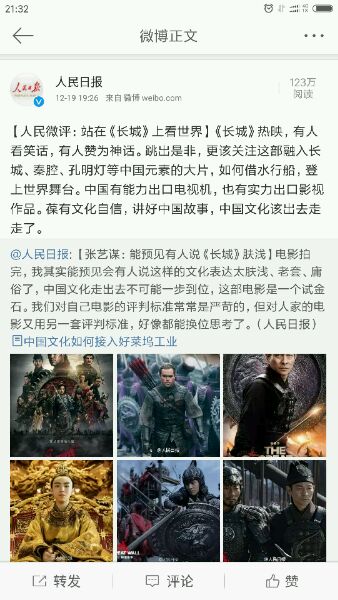 21:32
微博正文
人民日报
人民日报
12-19 19:26 来自 微博 weibo.com
123万
阅读
【人民微评：站在《长城》上看世界】《长城》热映，有人
看笑话，有人赞为神话。跳出是非，更该关注这部融入长
城、秦腔、孔明灯等中国元素的大片，如何借水行船，登
上世界舞台。中国有能力出口电视机，也有实力出口影视
作品。葆有文化自信，讲好中国故事，中国文化该出去走
走了。
@人民日报:【张艺谋：能预见有人说《长城》肤浅】电影拍
完，我其实能预见会有人说这样的文化表达太肤浅、老套、庸
俗了，中国文化走出去不可能一步到位，这部电影是一个试金
石。我们对自己电影的评判标准常常是严苛的，但对人家的电
影又用另一套评判标准，好像都能换位思考了。（人民日报）
中国文化如何接入好莱坞工业
@人民日报
THE
@人民日报
转发
评论
赞